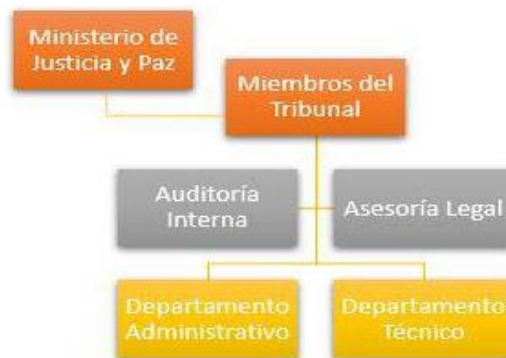 Ministerio de
Justicia y Paz
Miembros del
Tribunal
Auditoría
Interna
Asesoría Legal
Departamento
Administrativo
Departamento
Técnico